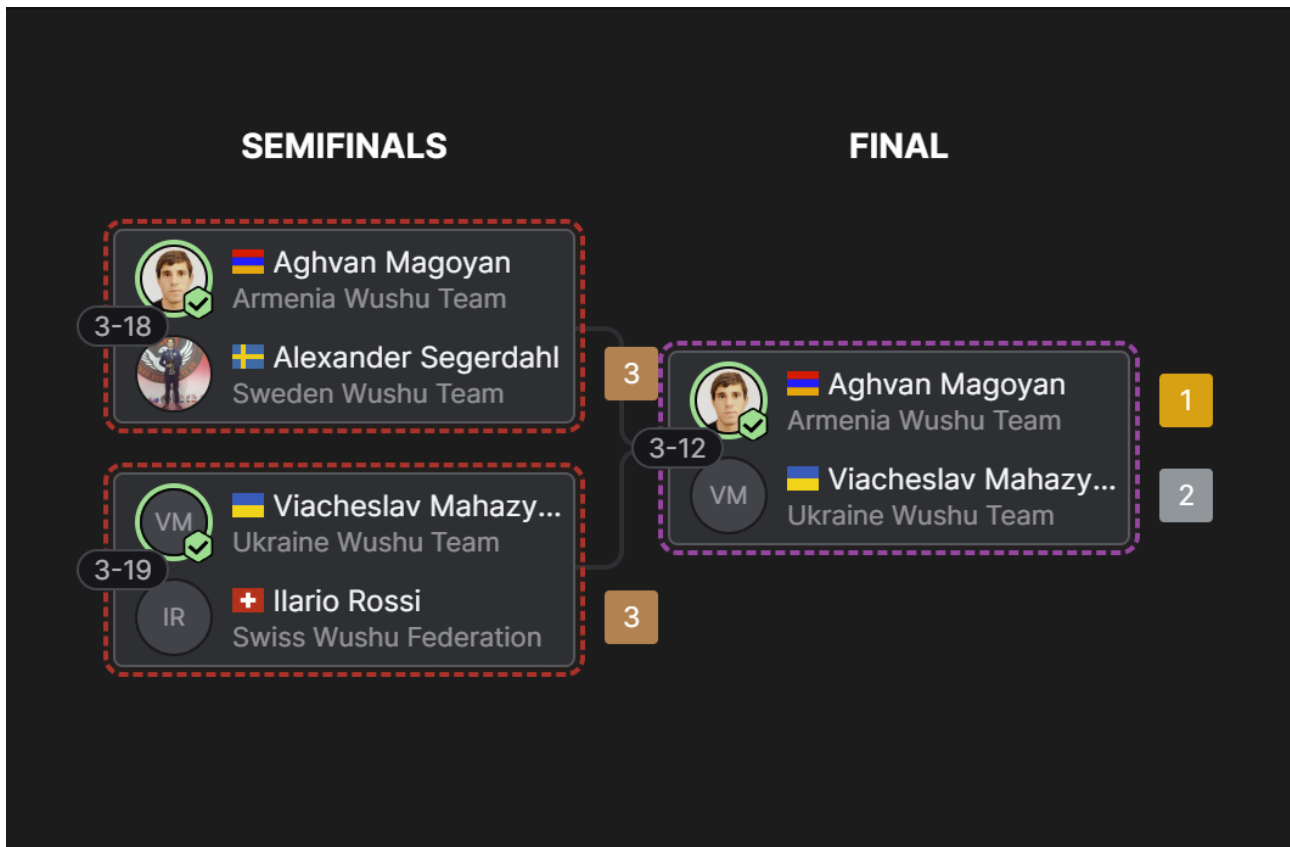 SEMIFINALS
FINAL
Aghvan Magoyan
Armenia Wushu Team
3-18
Alexander Segerdahl
Sweden Wushu Team
3
VM
Viacheslav Mahazy...
Ukraine Wushu Team
3-19
IR
Ilario Rossi
Swiss Wushu Federation
3
Aghvan Magoyan
Armenia Wushu Team
1
3-12
VM
Viacheslav Mahazy...
Ukraine Wushu Team
2